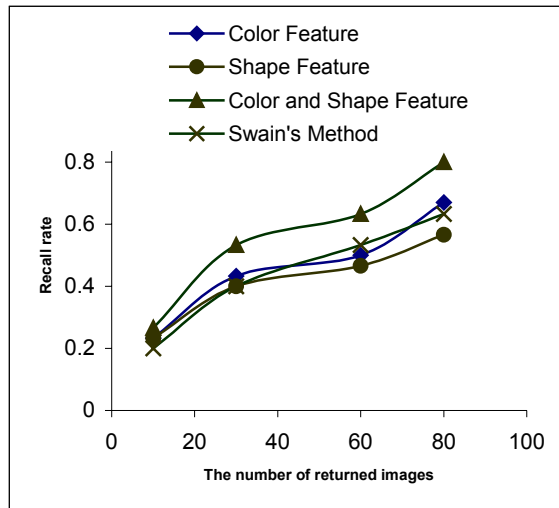 Color Feature
Shape Feature
Color and Shape Feature
Swain's Method
0.8
0.6
0.4
0.2
0
Recall rate
0 20 40 60 80 100
The number of returned images